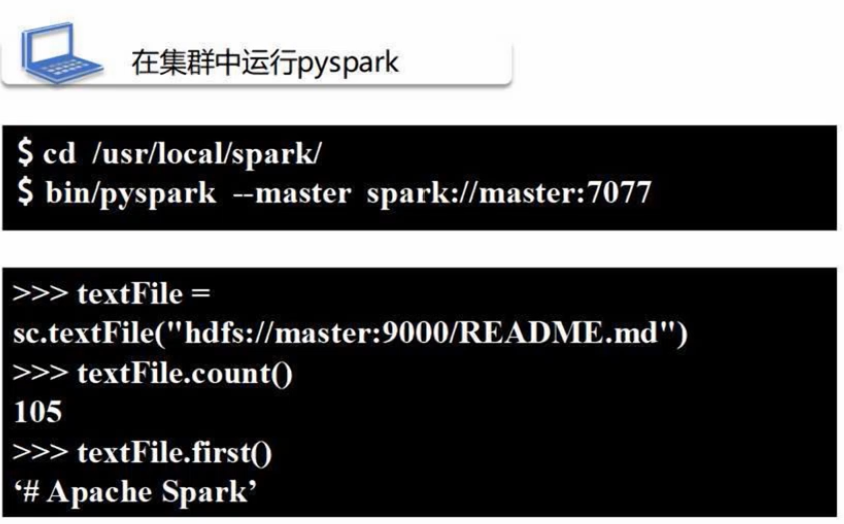 在集群中运行pyspark
$ cd /usr/local/spark/
$ bin/pyspark --master spark://master:7077
>>> textFile =
sc.textFile("hdfs://master:9000/README.md")
>>> textFile.count()
105
>>> textFile.first()
‘# Apache Spark’